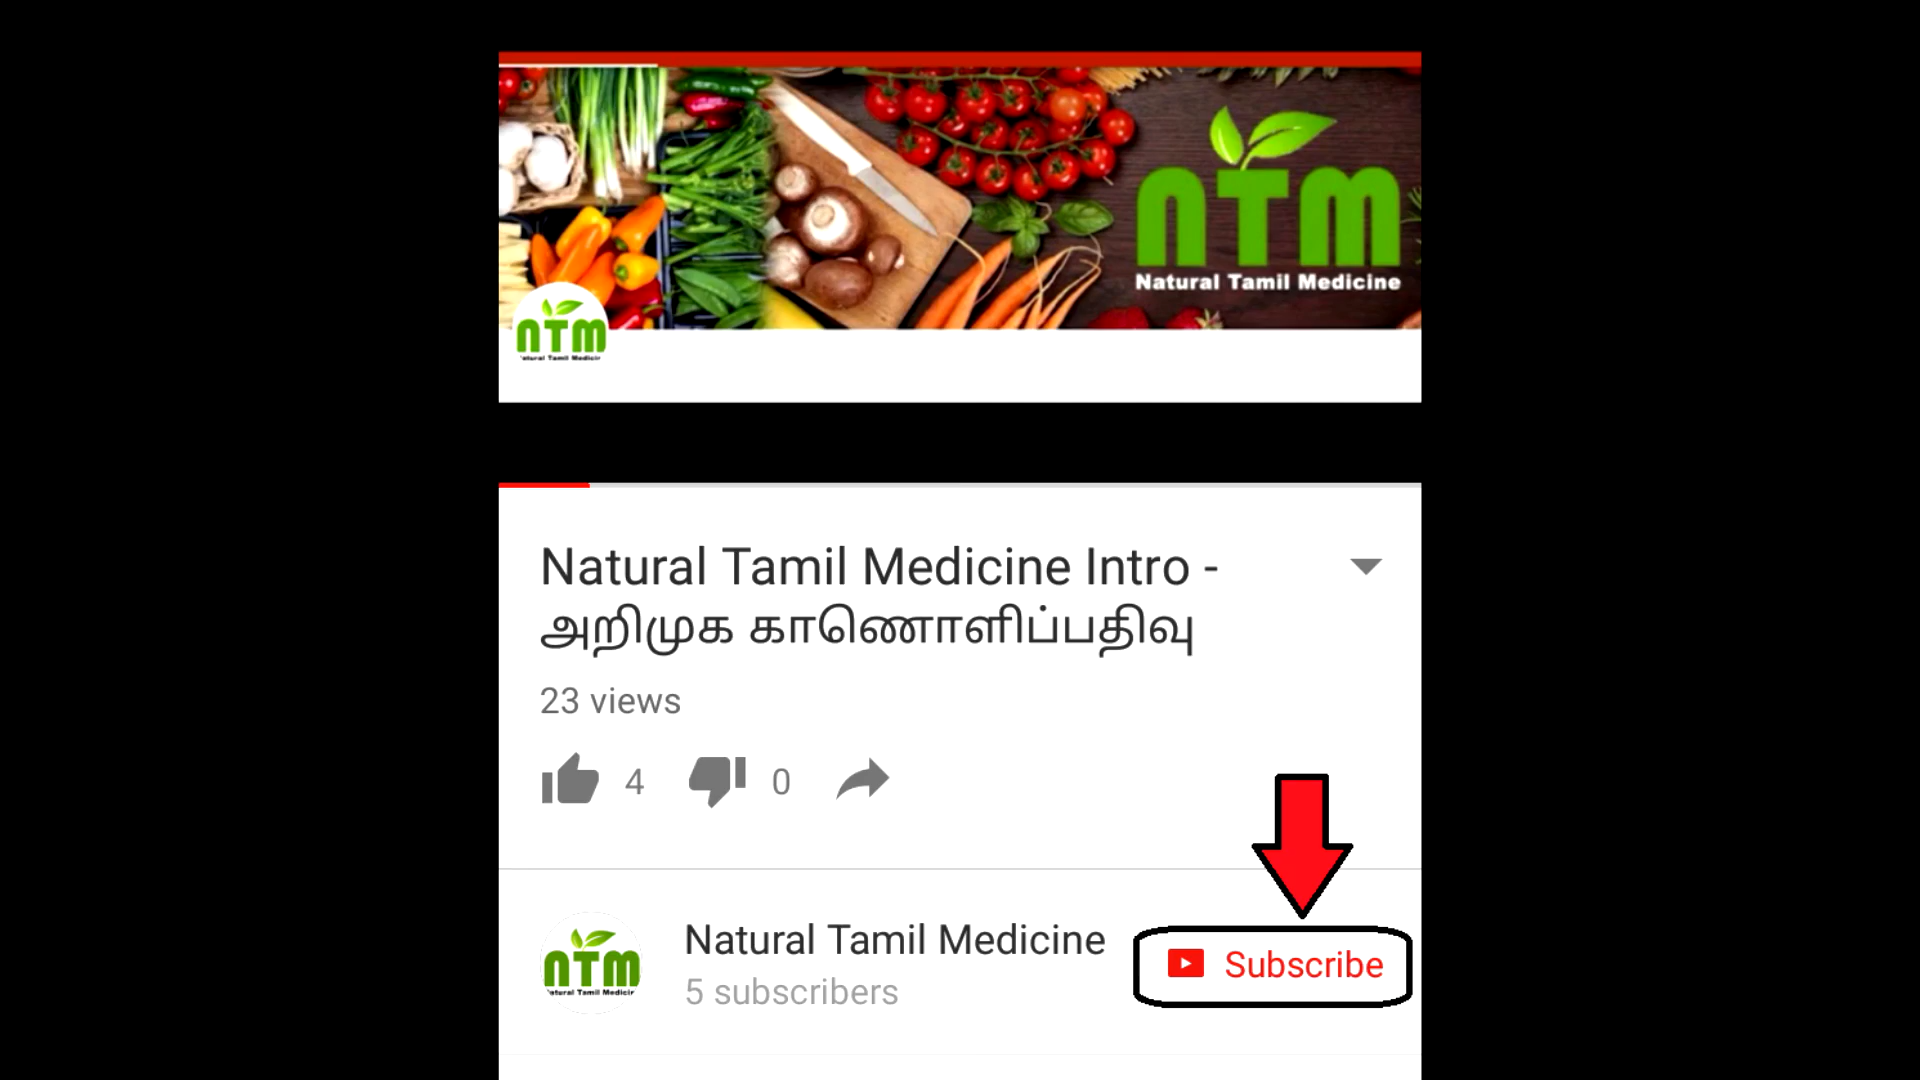 NTM
Natural Tamil Medicine
NTM
Natural Tamil Medicine Intro -
அறிமுக காணொளிப்பதிவு
23 views
4
0
Natural Tamil Medicine
5 subscribers
Subscribe
NTM